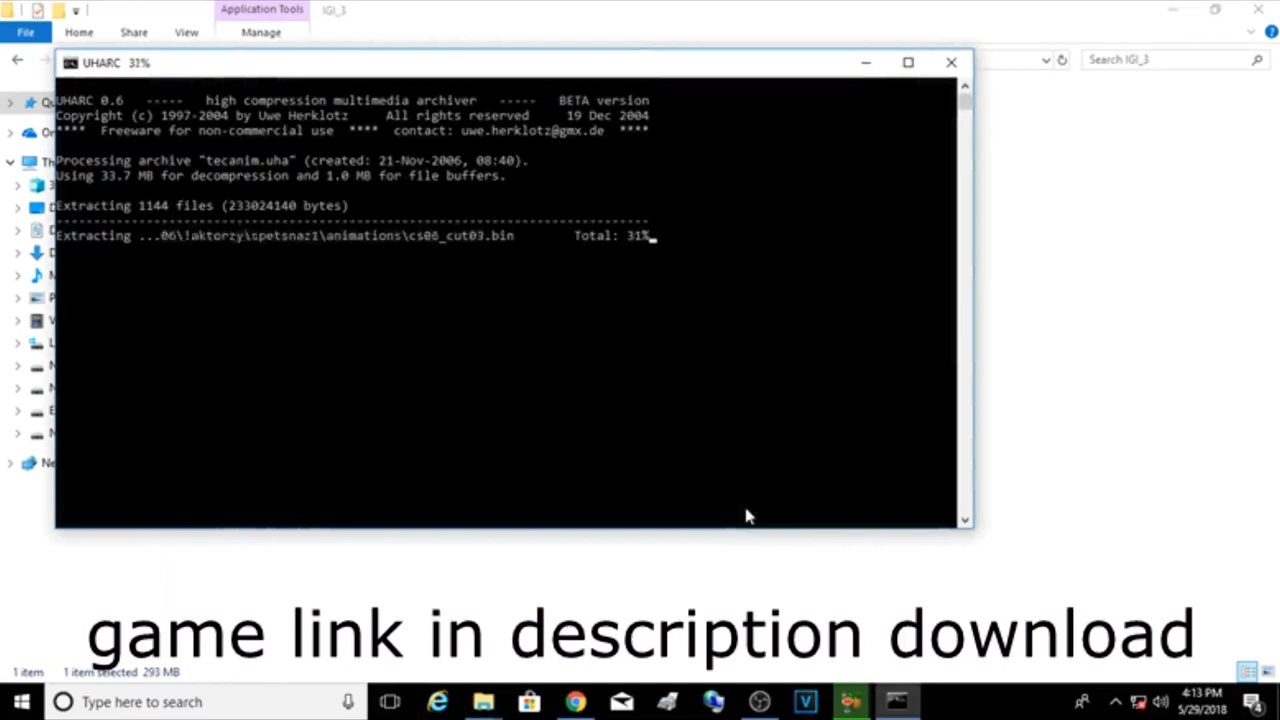 Application Tools
IGI_3
File
Home
Share
View
Manage
Search IGI_3
UHARC 33%
UHARC 0.6 ----- high compression multimedia archiver ----- BETA version
Copyright (c) 1997-2004 by Uwe Herklotz All rights reserved 19 Dec 2004
**** Freeware for non-commercial use **** contact: uwe.herklotz@gmx.de ****
Processing archive "tecanim.uha" (created: 21-Nov-2006, 08:40).
Using 33.7 MB for decompression and 1.0 MB for file buffers.
Extracting 1144 files (233024140 bytes)
Extracting ...06\!aktorzy\spetsnaz1\animations\cs06_cut03.bin Total: 31%
game link in description download
1 item
1 item selected 293 MB
Type here to search
4:13 PM
5/29/2018